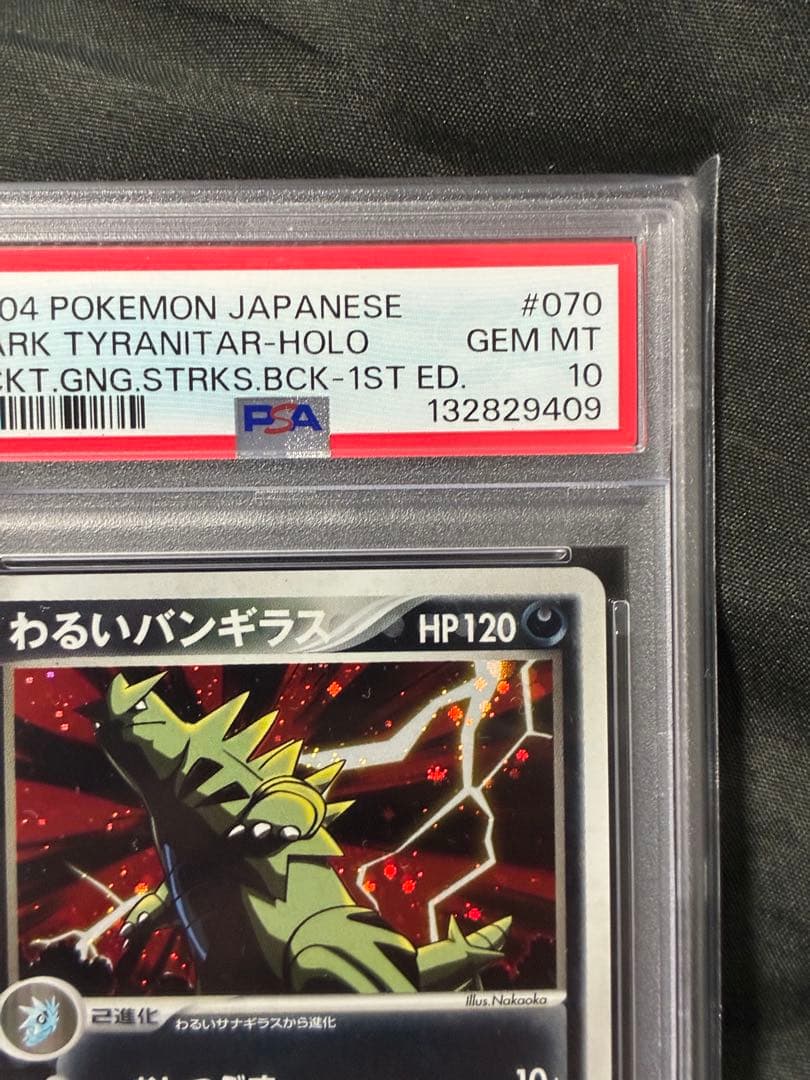 04 POKEMON JAPANESE #070
ARK TYRANITAR-HOLO GEM MT
CKT.GNG.STRKS.BCK-1ST ED. 10
PSA 132829409
わるいバンギラス HP120
Illus.Nakaoka
2進化 わるいサナギラスから進化
10